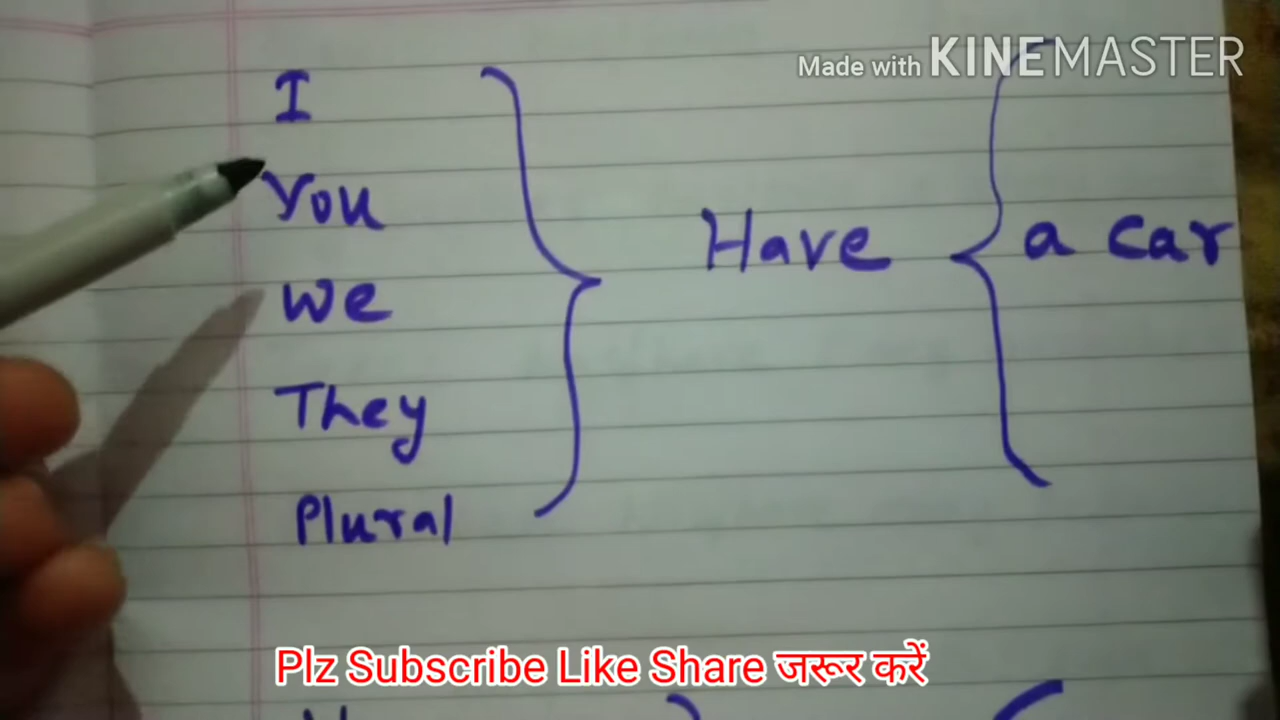 Made with KINEMASTER
I
You
We
They
Plural
Have
a car
Plz Subscribe Like Share जरूर करें